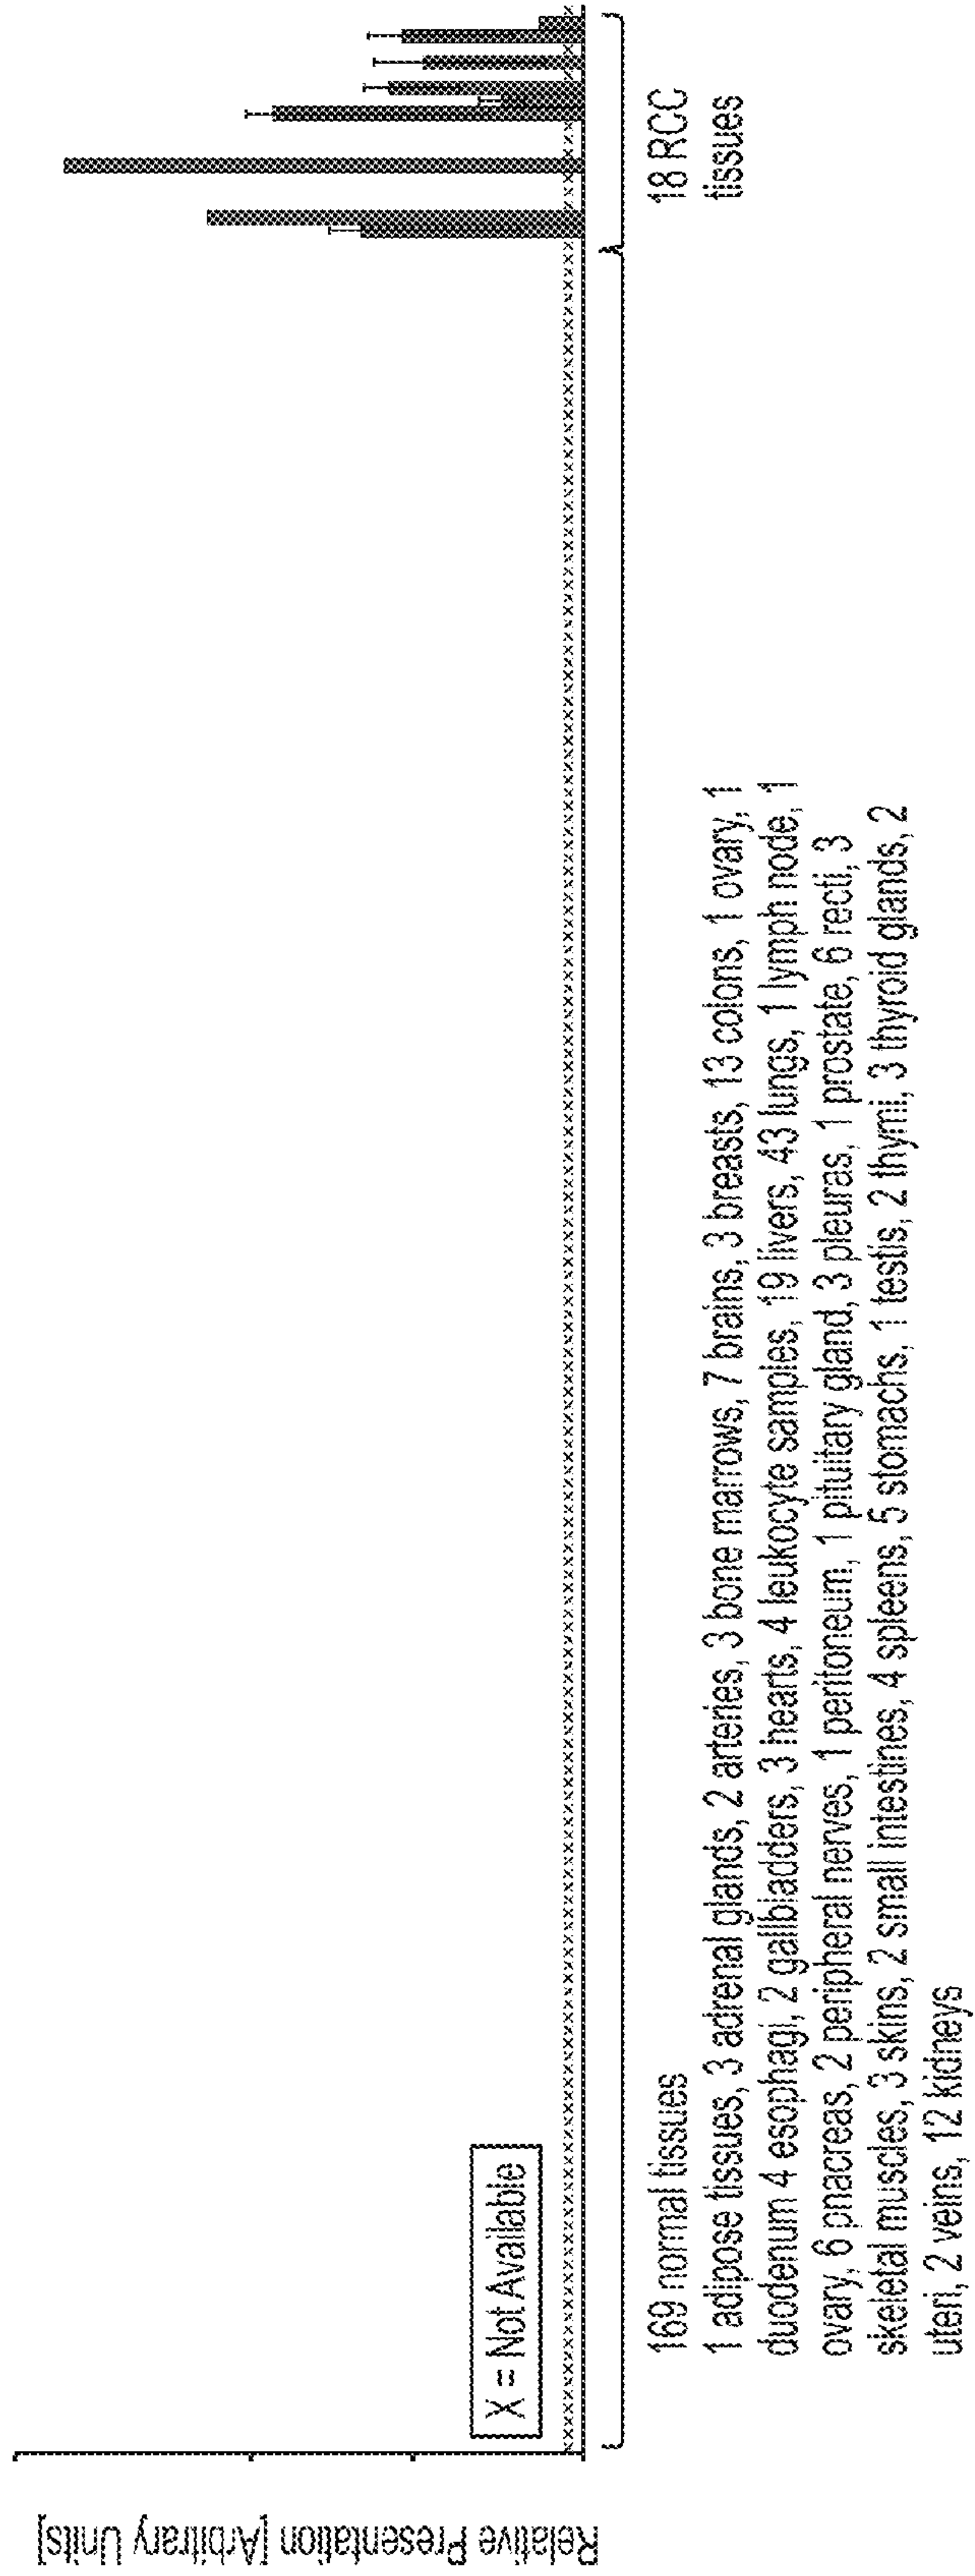 Relative Presentation [Arbitrary Units]
X = Not Available
169 normal tissues
1 adipose tissues, 3 adrenal glands, 2 arteries, 3 bone marrows, 7 brains, 3 breasts, 13 colons, 1 ovary, 1
duodenum 4 esophagi, 2 gallbladders, 3 hearts, 4 leukocyte samples, 19 livers, 43 lungs, 1 lymph node, 1
ovary, 6 pnacreas, 2 peripheral nerves, 1 peritoneum, 1 pituitary gland, 3 pleuras, 1 prostate, 6 recti, 3
skeletal muscles, 3 skins, 2 small intestines, 4 spleens, 5 stomachs, 1 testis, 2 thymi, 3 thyroid glands, 2
uteri, 2 veins, 12 kidneys
18 RCC
tissues